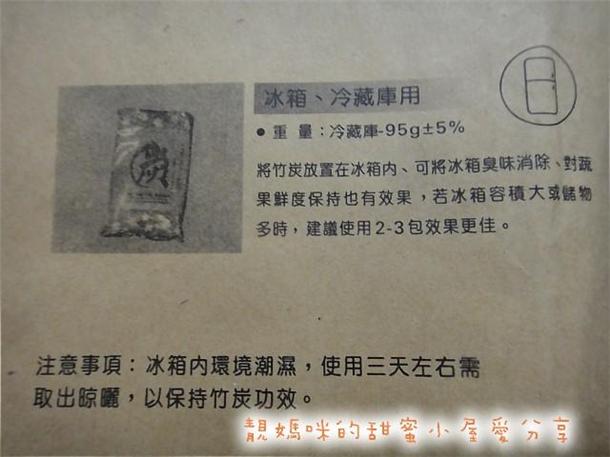 冰箱、冷藏庫用
• 重 量：冷藏庫-95g±5%
將竹炭放置在冰箱內、可將冰箱臭味消除、對蔬
果鮮度保持也有效果，若冰箱容積大或儲物
多時，建議使用2-3包效果更佳。
炭
注意事項：冰箱內環境潮濕，使用三天左右需
取出晾曬，以保持竹炭功效。
靚媽咪的甜蜜小屋愛分享